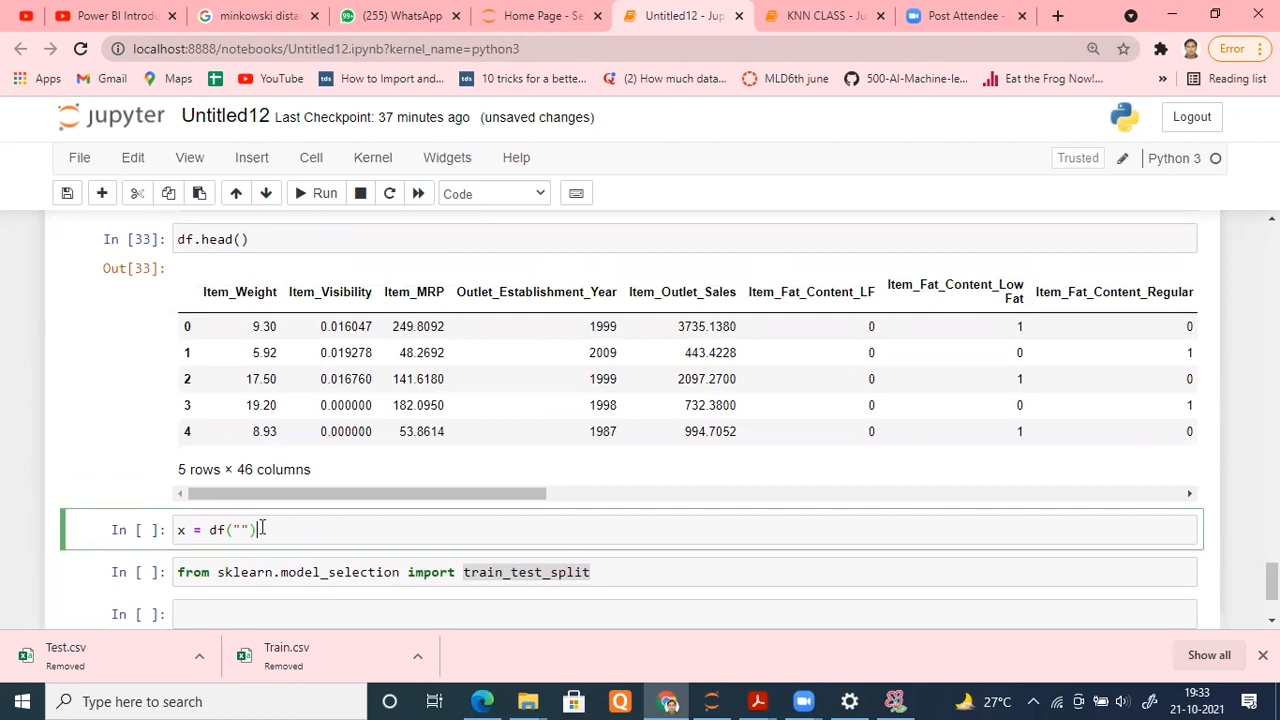 Power BI Introdu
minkowski dista
(255) WhatsApp
Home Page - Se
Untitled12 - Jup
KNN CLASS - Ju
Post Attendee -
localhost:8888/notebooks/Untitled12.ipynb?kernel_name=python3
Error
Apps
Gmail
Maps
YouTube
How to Import and...
10 tricks for a bette...
(2) How much data...
MLD6th june
500-AI-Machine-le...
Eat the Frog Now!...
»
Reading list
jupyter Untitled12 Last Checkpoint: 37 minutes ago (unsaved changes)
Logout
File Edit View Insert Cell Kernel Widgets Help
Trusted
Python 3
Run
Code
In [33]: df.head()
Out[33]:
Item_Weight Item_Visibility Item_MRP Outlet_Establishment_Year Item_Outlet_Sales Item_Fat_Content_LF Item_Fat_Content_Low Fat Item_Fat_Content_Regular
0 9.30 0.016047 249.8092 1999 3735.1380 0 1 0
1 5.92 0.019278 48.2692 2009 443.4228 0 0 1
2 17.50 0.016760 141.6180 1999 2097.2700 0 1 0
3 19.20 0.000000 182.0950 1998 732.3800 0 0 1
4 8.93 0.000000 53.8614 1987 994.7052 0 1 0
5 rows × 46 columns
In [ ]: x = df("")
In [ ]: from sklearn.model_selection import train_test_split
In [ ]:
Test.csv
Removed
Train.csv
Removed
Show all
Type here to search
27°C
19:33
21-10-2021